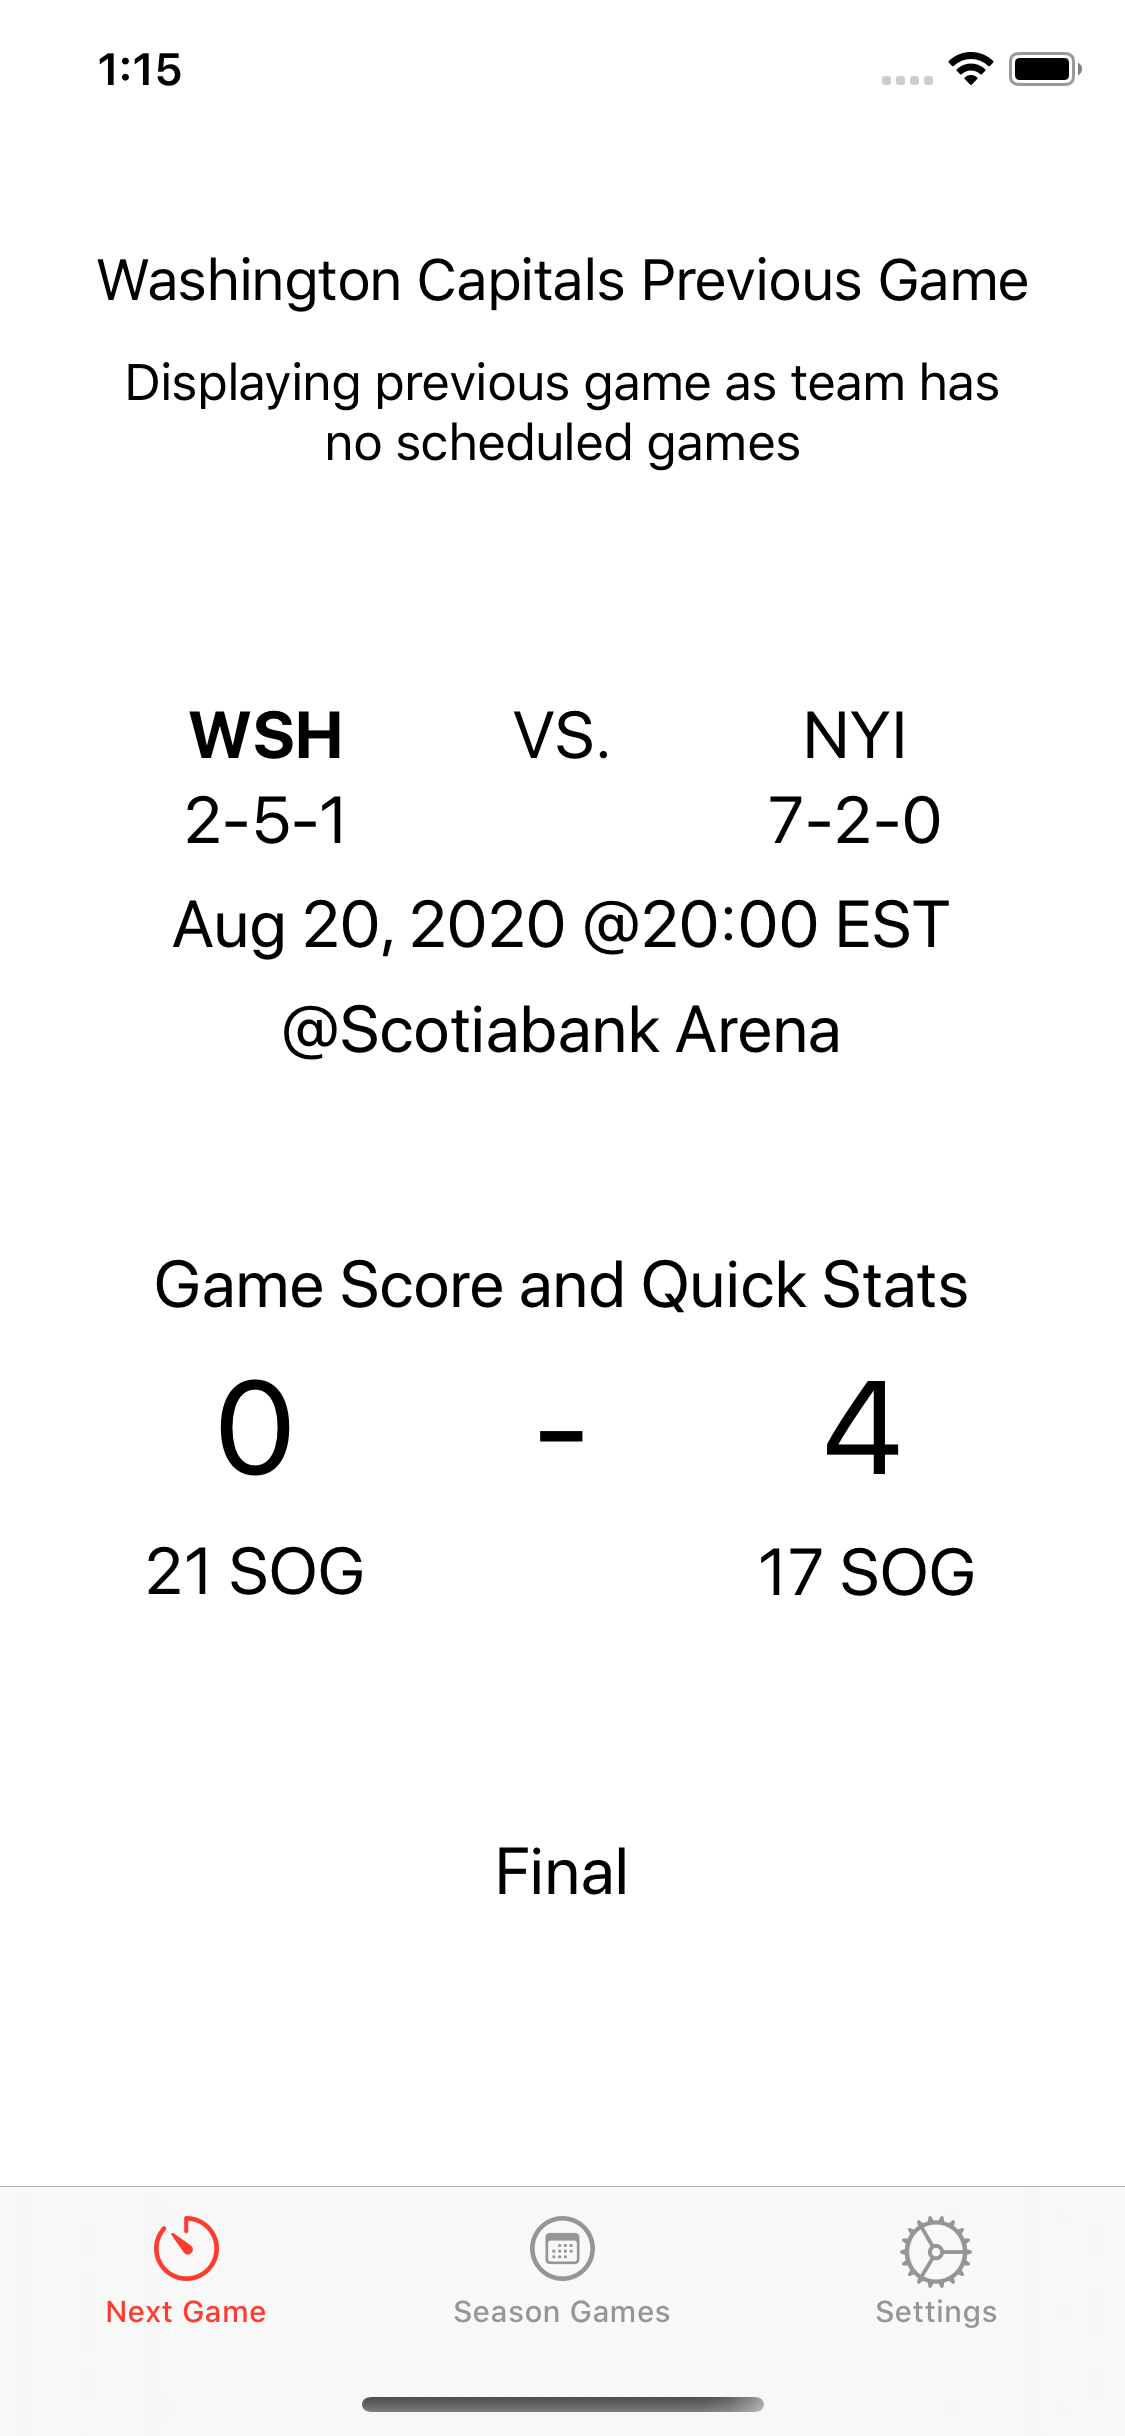 1:15
Washington Capitals Previous Game
Displaying previous game as team has
no scheduled games
WSH VS. NYI
2-5-1 7-2-0
Aug 20, 2020 @20:00 EST
@Scotiabank Arena
Game Score and Quick Stats
0 - 4
21 SOG 17 SOG
Final
Next Game Season Games Settings